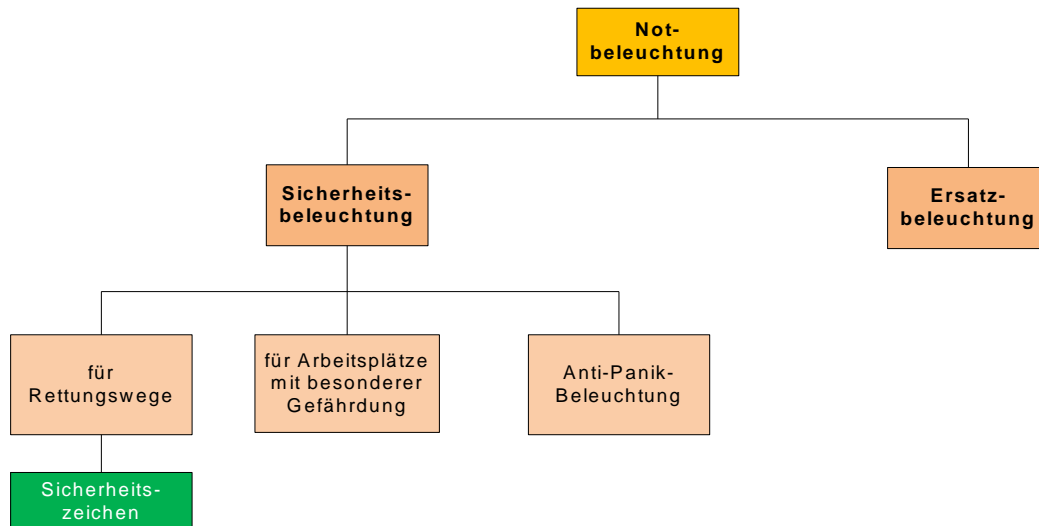 Not-
beleuchtung
Sicherheits-
beleuchtung
Ersatz-
beleuchtung
für
Rettungswege
für Arbeitsplätze
mit besonderer
Gefährdung
Anti-Panik-
Beleuchtung
Sicherheits-
zeichen